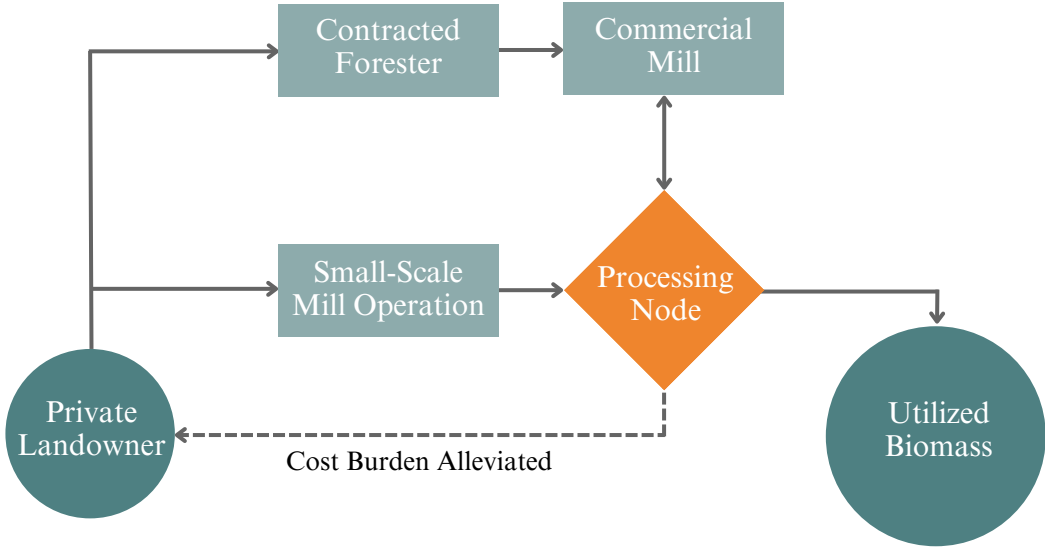 Contracted
Forester
Commercial
Mill
Small-Scale
Mill Operation
Processing
Node
Private
Landowner
Utilized
Biomass
Cost Burden Alleviated